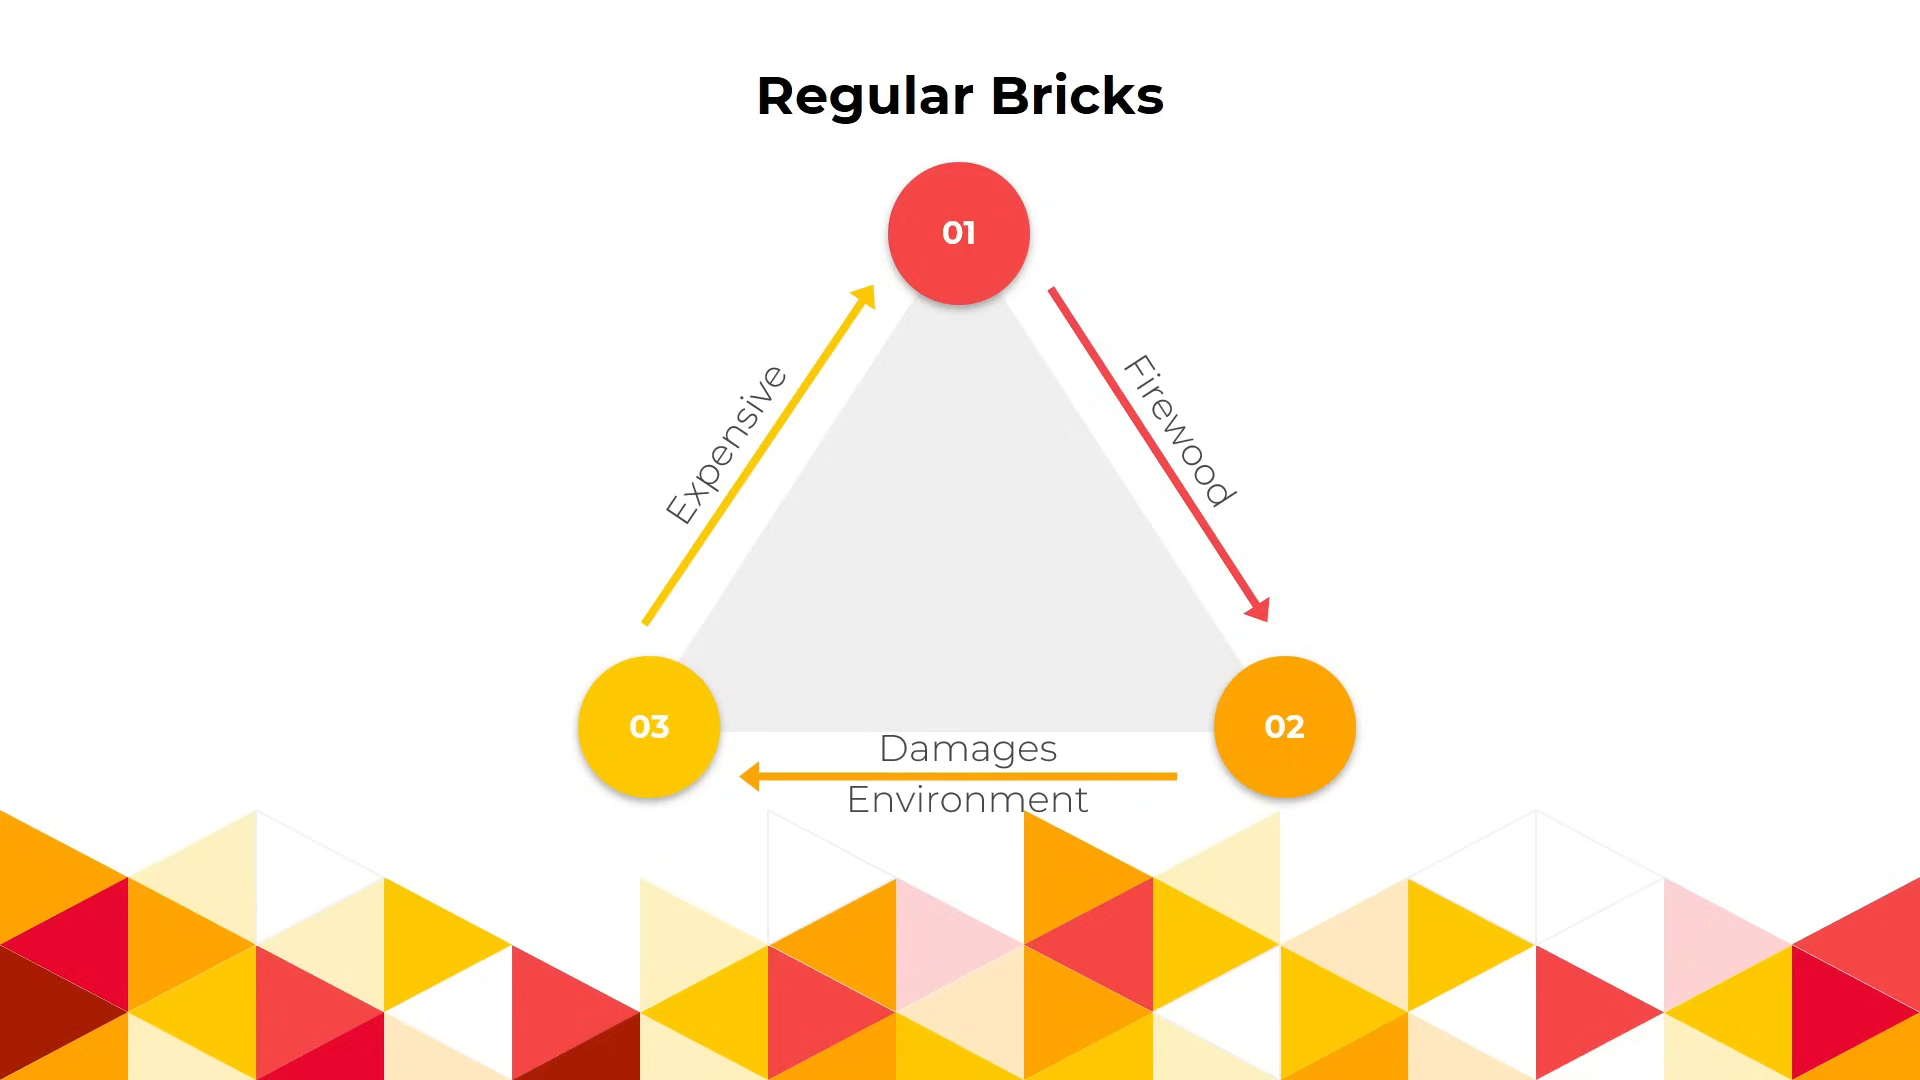 Regular Bricks
01
Expensive
Firewood
03
02
Damages
Environment